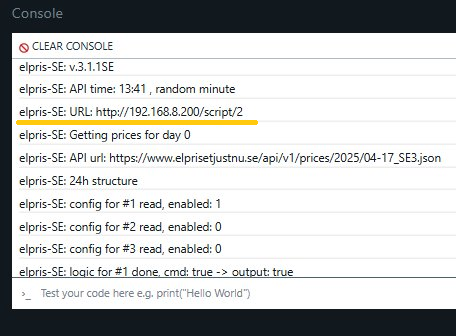 Console
CLEAR CONSOLE
elpris-SE: v.3.1.1SE
elpris-SE: API time: 13:41 , random minute
elpris-SE: URL: http://192.168.8.200/script/2
elpris-SE: Getting prices for day 0
elpris-SE: API url: https://www.elprisetjustnu.se/api/v1/prices/2025/04-17_SE3.json
elpris-SE: 24h structure
elpris-SE: config for #1 read, enabled: 1
elpris-SE: config for #2 read, enabled: 0
elpris-SE: config for #3 read, enabled: 0
elpris-SE: logic for #1 done, cmd: true -> output: true
>_ Test your code here e.g. print("Hello World")